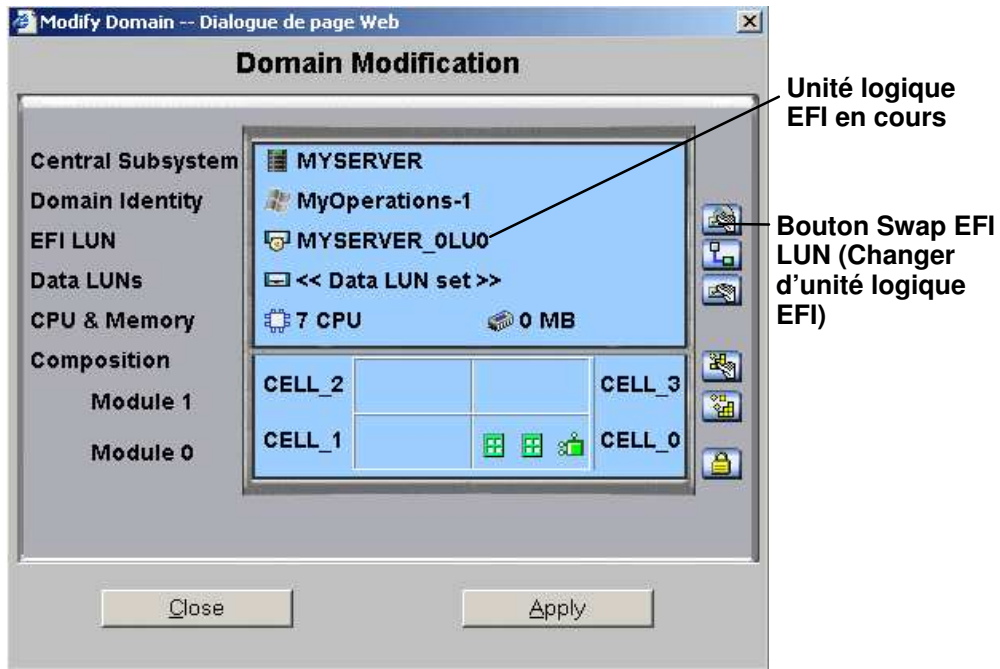 Modify Domain -- Dialogue de page Web
Domain Modification
Unité logique
EFI en cours
Central Subsystem MYSERVER
Domain Identity MyOperations-1
EFI LUN MYSERVER_0LU0
Bouton Swap EFI
LUN (Changer
d'unité logique
EFI)
Data LUNs << Data LUN set >>
CPU & Memory 7 CPU 0 MB
Composition
CELL_2 CELL_3
Module 1
CELL_1 CELL_0
Module 0
Close Apply